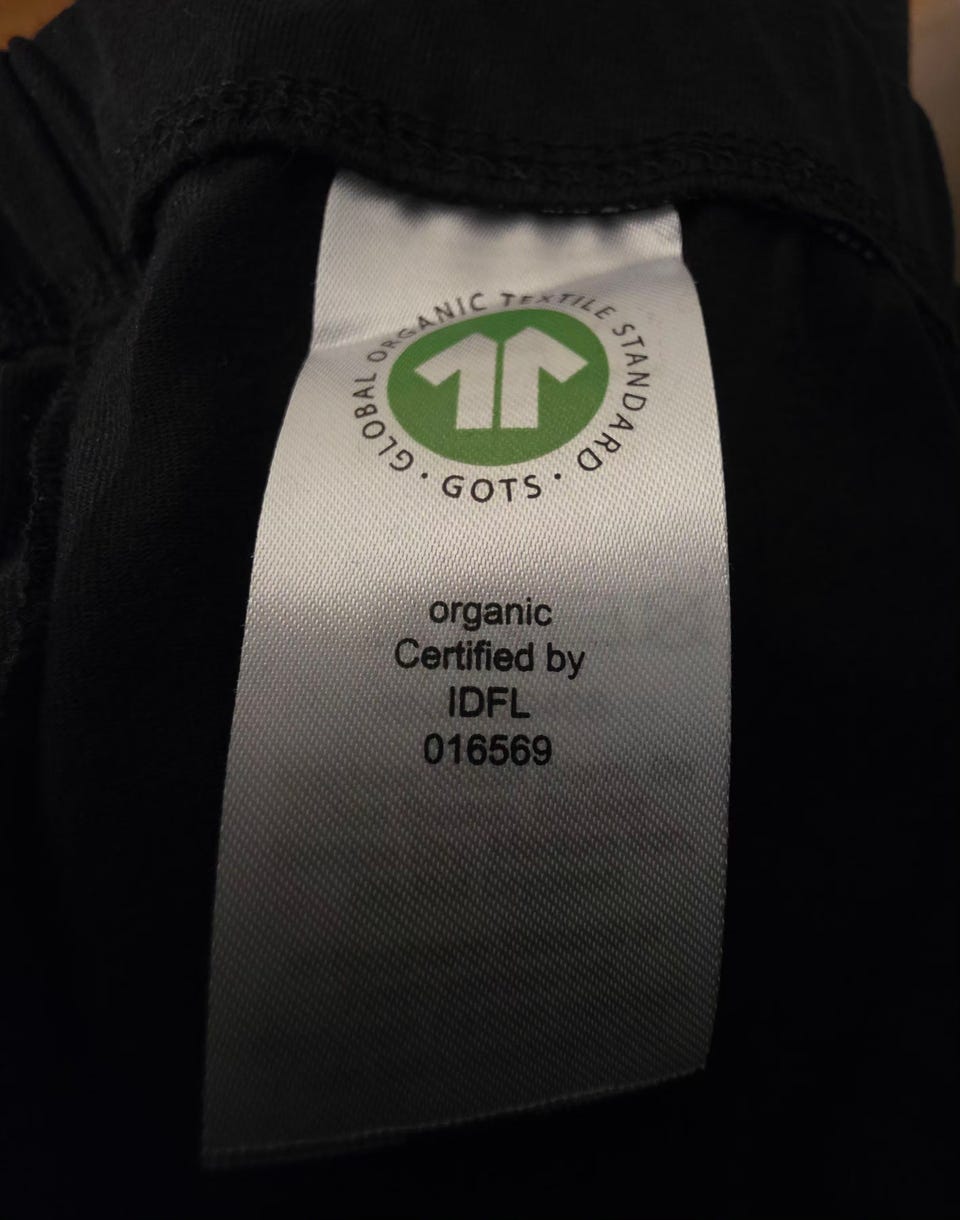 GLOBAL ORGANIC TEXTILE STANDARD
· GOTS ·
organic
Certified by
IDFL
016569